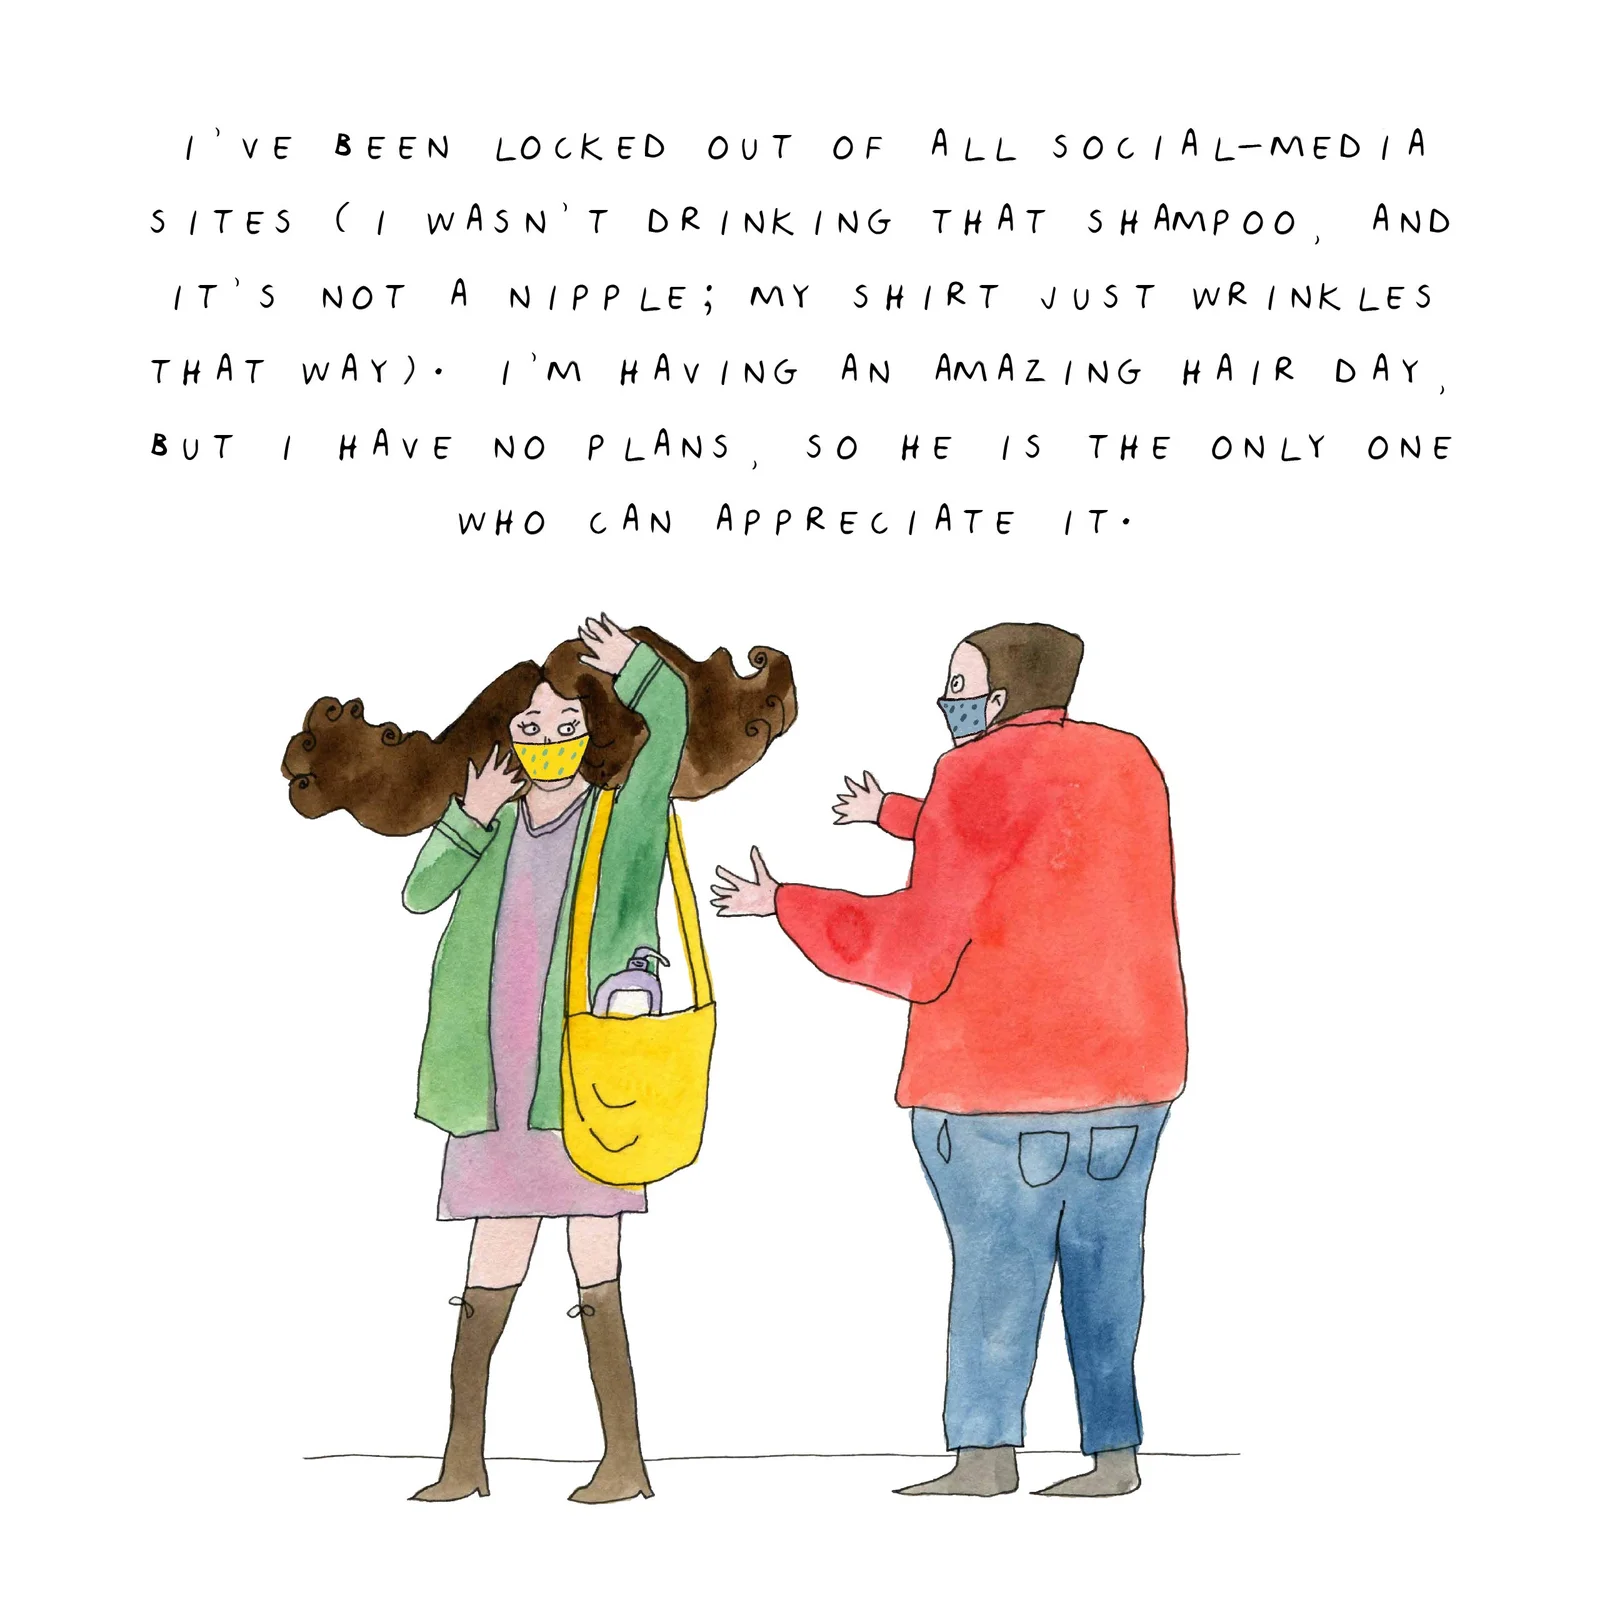 I'VE BEEN LOCKED OUT OF ALL SOCIAL-MEDIA
SITES (I WASN'T DRINKING THAT SHAMPOO, AND
IT'S NOT A NIPPLE; MY SHIRT JUST WRINKLES
THAT WAY). I'M HAVING AN AMAZING HAIR DAY,
BUT I HAVE NO PLANS, SO HE IS THE ONLY ONE
WHO CAN APPRECIATE IT.